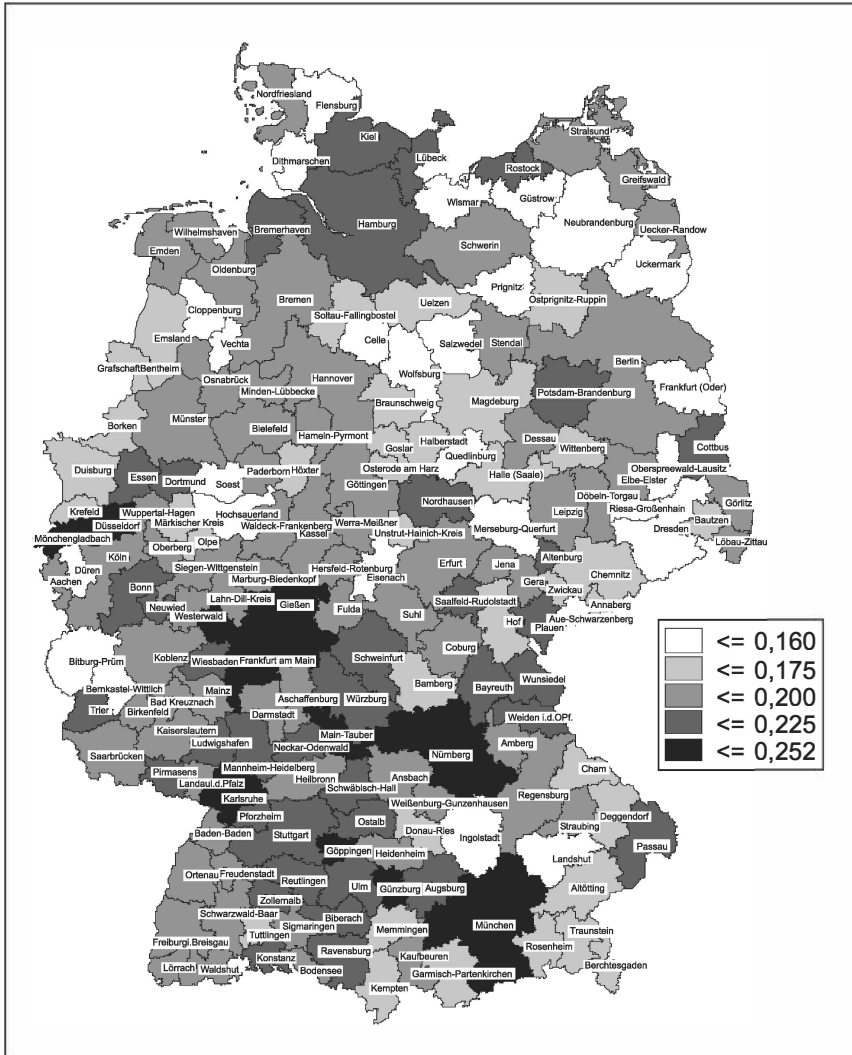 Nordfriesland
Flensburg
Kiel
Stralsund
Dithmarschen
Lübeck
Rostock
Greifswald
Wismar
Güstrow
Neubrandenburg
Wilhelmshaven
Bremerhaven
Hamburg
Uecker-Randow
Emden
Schwerin
Oldenburg
Uckermark
Bremen
Prignitz
Cloppenburg
Uelzen
Ostprignitz-Ruppin
Soltau-Fallingbostel
Emsland
Vechta
Celle
Salzwedel
Stendal
Berlin
GrafschaftBentheim
Wolfsburg
Osnabrück
Hannover
Frankfurt (Oder)
Minden-Lübbecke
Potsdam-Brandenburg
Braunschweig
Magdeburg
Münster
Borken
Bielefeld
Hameln-Pyrmont
Halberstadt
Dessau
Goslar
Wittenberg
Cottbus
Quedlinburg
Duisburg
Essen
Dortmund
Soest
Paderborn
Höxter
Osterode am Harz
Halle (Saale)
Oberspreewald-Lausitz
Elbe-Elster
Göttingen
Nordhausen
Döbeln-Torgau
Görlitz
Krefeld
Wuppertal-Hagen
Hochsauerland
Merseburg-Querfurt
Leipzig
Riesa-Großenhain
Düsseldorf
Märkischer Kreis
Waldeck-Frankenberg
Werra-Meißner
Bautzen
Dresden
Mönchengladbach
Kassel
Unstrut-Hainich-Kreis
Olpe
Löbau-Zittau
Oberberg
Köln
Düren
Siegen-Wittgenstein
Hersfeld-Rotenburg
Erfurt
Jena
Altenburg
Aachen
Marburg-Biedenkopf
Eisenach
Gera
Chemnitz
Bonn
Lahn-Dill-Kreis
Gießen
Zwickau
Neuwied
Fulda
Saalfeld-Rudolstadt
Annaberg
Westerwald
Suhl
Hof
Aue-Schwarzenberg
Plauen
Bitburg-Prüm
Koblenz
Wiesbaden
Frankfurt am Main
Schweinfurt
Coburg
Wunsiedel
Bernkastel-Wittlich
Mainz
Aschaffenburg
Bamberg
Bayreuth
Bad Kreuznach
Würzburg
Trier
Birkenfeld
Darmstadt
Weiden i.d.OPf.
Kaiserslautern
Main-Tauber
Ludwigshafen
Neckar-Odenwald
Nürnberg
Amberg
Saarbrücken
Mannheim-Heidelberg
Cham
Pirmasens
Heilbronn
Ansbach
Landaui.d.Pfalz
Schwäbisch-Hall
Regensburg
Karlsruhe
Weißenburg-Gunzenhausen
Deggendorf
Pforzheim
Ostalb
Straubing
Baden-Baden
Stuttgart
Donau-Ries
Ingolstadt
Passau
Göppingen
Heidenheim
Landshut
Ortenau
Freudenstadt
Reutlingen
Ulm
Günzburg
Augsburg
Altötting
Zollernalb
Schwarzwald-Baar
Biberach
Sigmaringen
Memmingen
München
Tuttlingen
Traunstein
Freiburgi.Breisgau
Ravensburg
Kaufbeuren
Rosenheim
Konstanz
Lörrach
Waldshut
Bodensee
Garmisch-Partenkirchen
Berchtesgaden
Kempten
<= 0,160
<= 0,175
<= 0,200
<= 0,225
<= 0,252